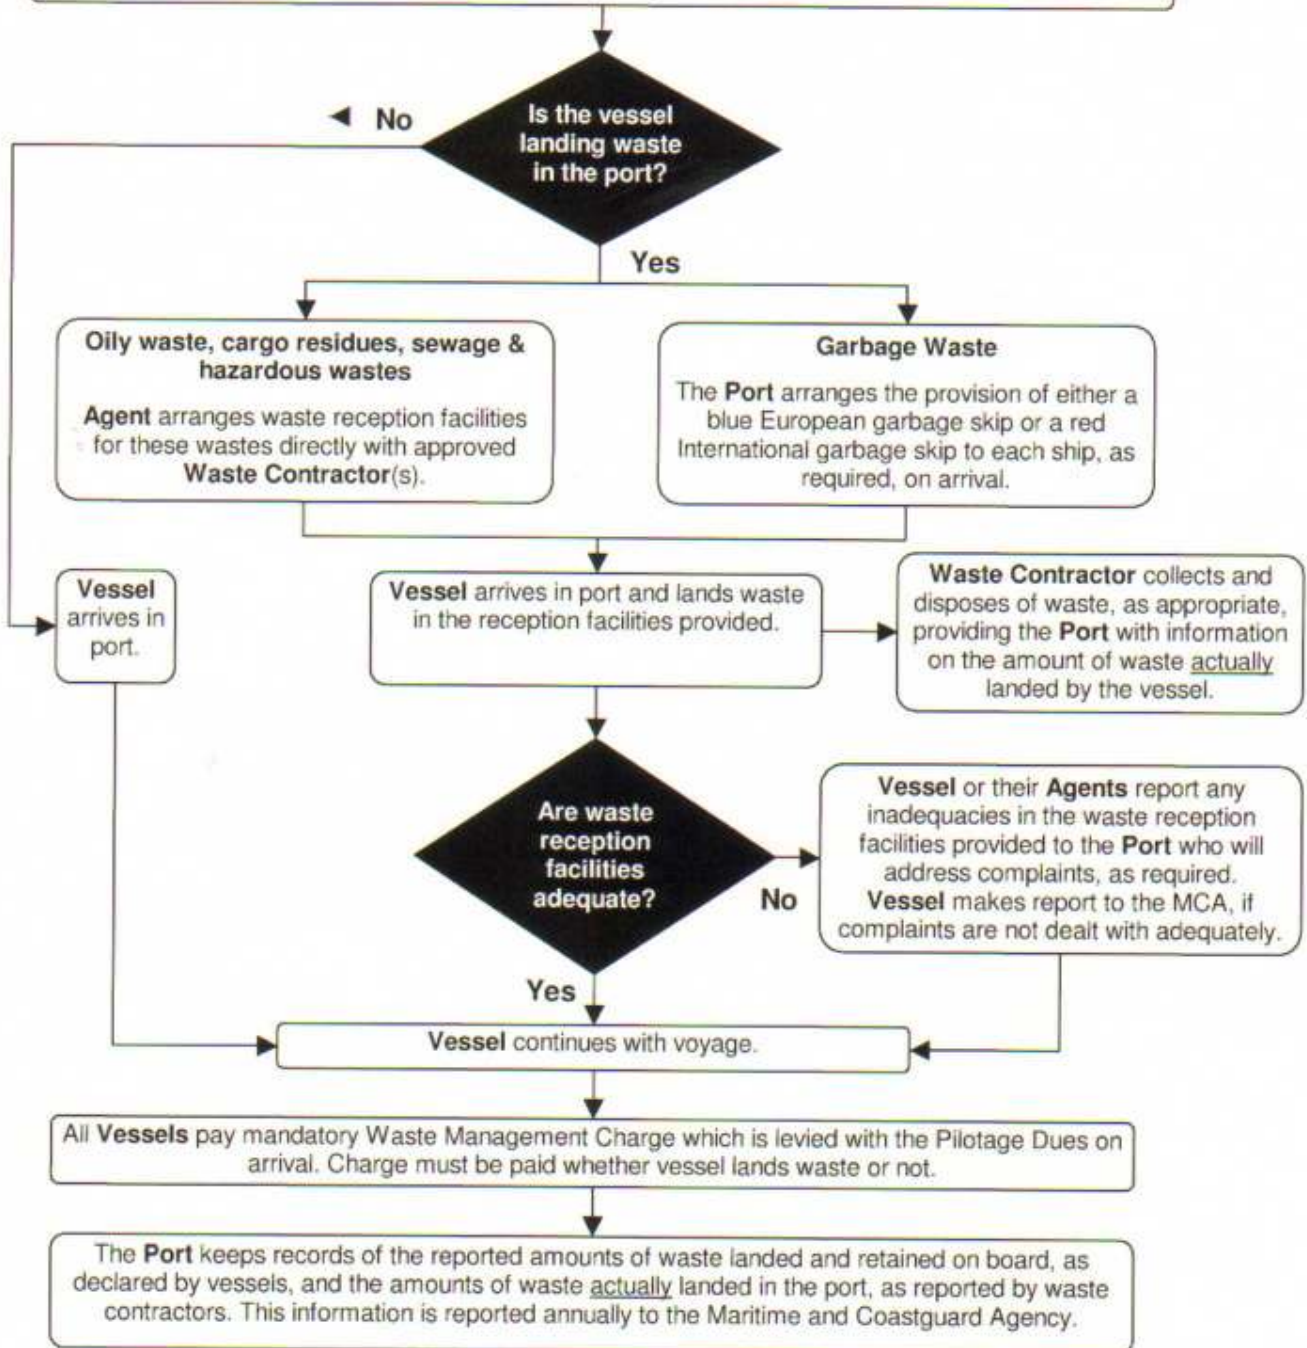 Is the vessel
landing waste
in the port?
◄ No
Yes
Oily waste, cargo residues, sewage &
hazardous wastes
Agent arranges waste reception facilities
for these wastes directly with approved
Waste Contractor(s).
Garbage Waste
The Port arranges the provision of either a
blue European garbage skip or a red
International garbage skip to each ship, as
required, on arrival.
Vessel
arrives in
port.
Vessel arrives in port and lands waste
in the reception facilities provided.
Waste Contractor collects and
disposes of waste, as appropriate,
providing the Port with information
on the amount of waste actually
landed by the vessel.
Are waste
reception
facilities
adequate?
No
Vessel or their Agents report any
inadequacies in the waste reception
facilities provided to the Port who will
address complaints, as required.
Vessel makes report to the MCA, if
complaints are not dealt with adequately.
Yes
Vessel continues with voyage.
All Vessels pay mandatory Waste Management Charge which is levied with the Pilotage Dues on
arrival. Charge must be paid whether vessel lands waste or not.
The Port keeps records of the reported amounts of waste landed and retained on board, as
declared by vessels, and the amounts of waste actually landed in the port, as reported by waste
contractors. This information is reported annually to the Maritime and Coastguard Agency.